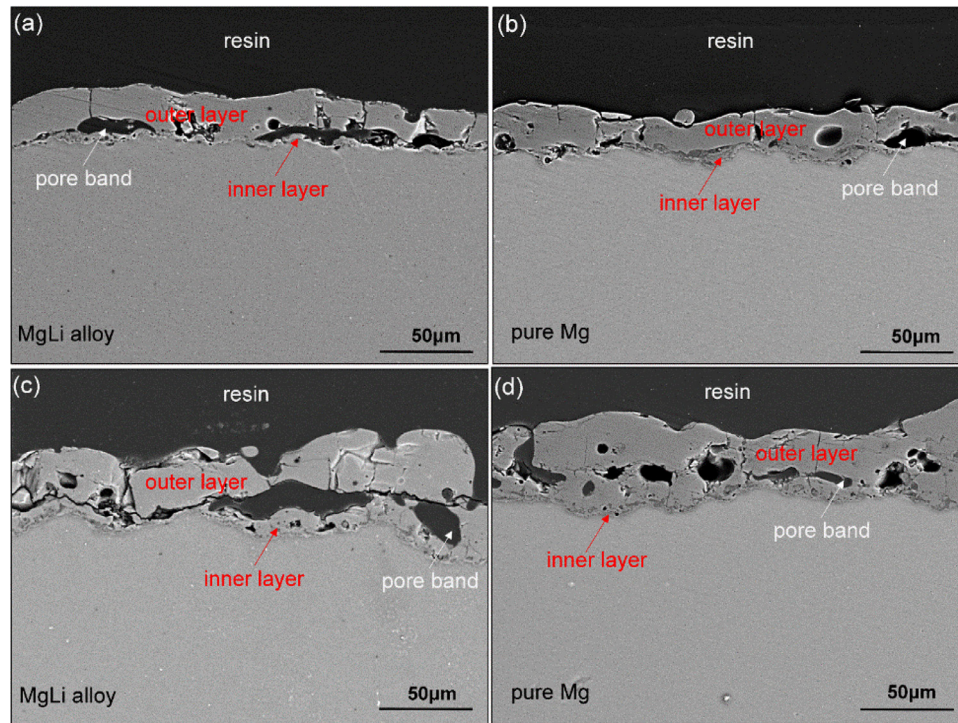 (a)
resin
outer layer
pore band
inner layer
MgLi alloy
50μm
(b)
resin
outer layer
pore band
inner layer
pure Mg
50μm
(c)
resin
outer layer
inner layer
pore band
MgLi alloy
50μm
(d)
resin
outer layer
pore band
inner layer
pure Mg
50μm